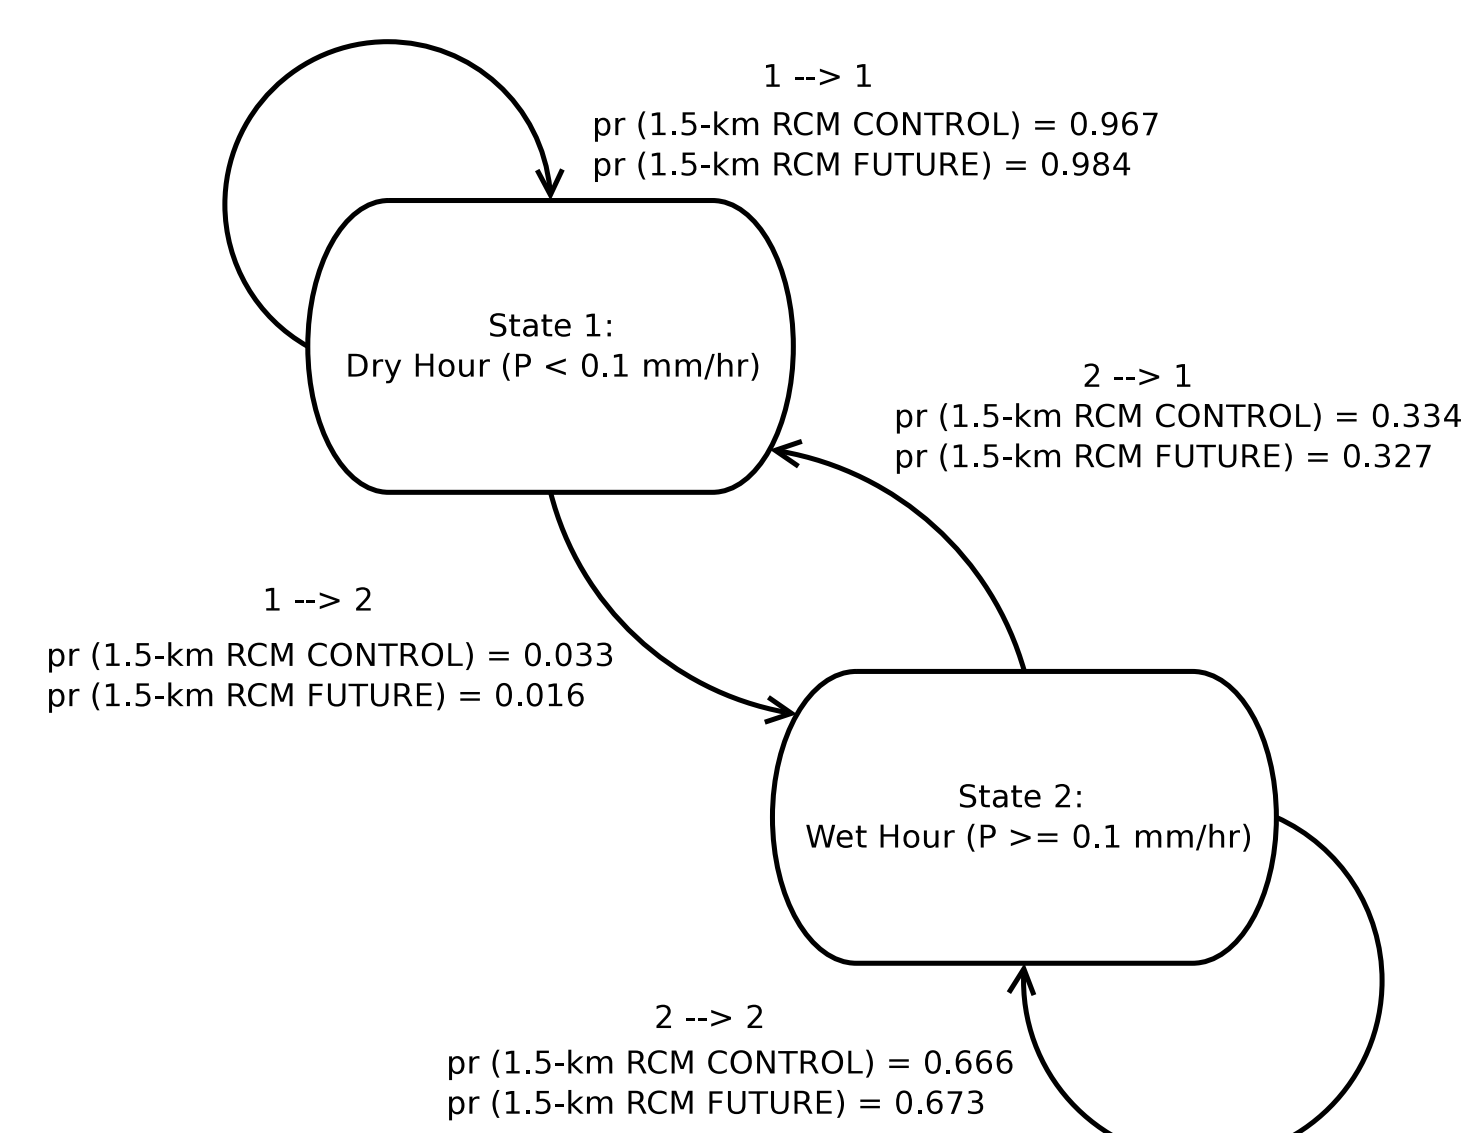 1 --> 1
pr (1.5-km RCM CONTROL) = 0.967
pr (1.5-km RCM FUTURE) = 0.984
State 1:
Dry Hour (P < 0.1 mm/hr)
2 --> 1
pr (1.5-km RCM CONTROL) = 0.334
pr (1.5-km RCM FUTURE) = 0.327
1 --> 2
pr (1.5-km RCM CONTROL) = 0.033
pr (1.5-km RCM FUTURE) = 0.016
State 2:
Wet Hour (P >= 0.1 mm/hr)
2 --> 2
pr (1.5-km RCM CONTROL) = 0.666
pr (1.5-km RCM FUTURE) = 0.673